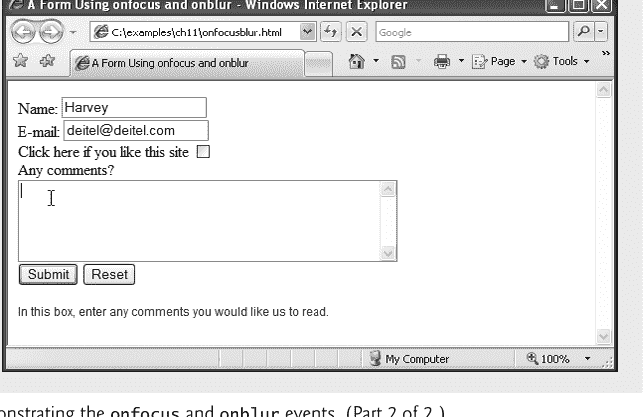 A Form Using onfocus and onblur - Windows Internet Explorer
C:\examples\ch11\onfocusblur.html
Google
A Form Using onfocus and onblur
Page
Tools
Name: Harvey
E-mail: deitel@deitel.com
Click here if you like this site
Any comments?
Submit Reset
In this box, enter any comments you would like us to read.
My Computer
100%
onstrating the onfocus and onblur events. (Part 2 of 2.)